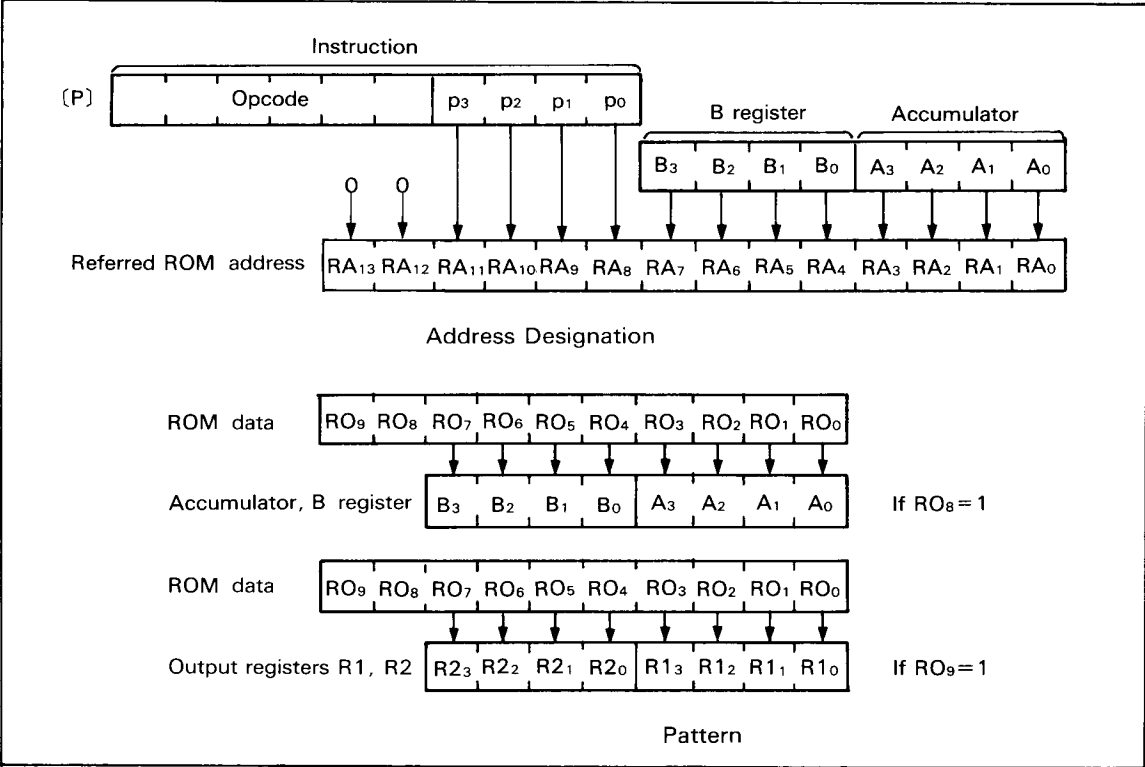 Instruction
[P] Opcode p3 p2 p1 p0
B register Accumulator
B3 B2 B1 B0 A3 A2 A1 A0
0 0
Referred ROM address RA13 RA12 RA11 RA10 RA9 RA8 RA7 RA6 RA5 RA4 RA3 RA2 RA1 RA0
Address Designation
ROM data RO9 RO8 RO7 RO6 RO5 RO4 RO3 RO2 RO1 RO0
Accumulator, B register B3 B2 B1 B0 A3 A2 A1 A0 If RO8=1
ROM data RO9 RO8 RO7 RO6 RO5 RO4 RO3 RO2 RO1 RO0
Output registers R1, R2 R23 R22 R21 R20 R13 R12 R11 R10 If RO9=1
Pattern